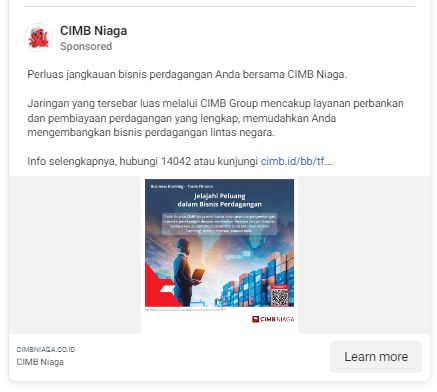 CIMB Niaga
Sponsored
Perluas jangkauan bisnis perdagangan Anda bersama CIMB Niaga.
Jaringan yang tersebar luas melalui CIMB Group mencakup layanan perbankan
dan pembiayaan perdagangan yang lengkap, memudahkan Anda
mengembangkan bisnis perdagangan lintas negara.
Info selengkapnya, hubungi 14042 atau kunjungi cimb.id/bb/tf...
Business Banking - Trade Finance
Jelajahi Peluang
dalam Bisnis Perdagangan
CIMB NIAGA
CIMBNIAGA.CO.ID
CIMB Niaga
Learn more